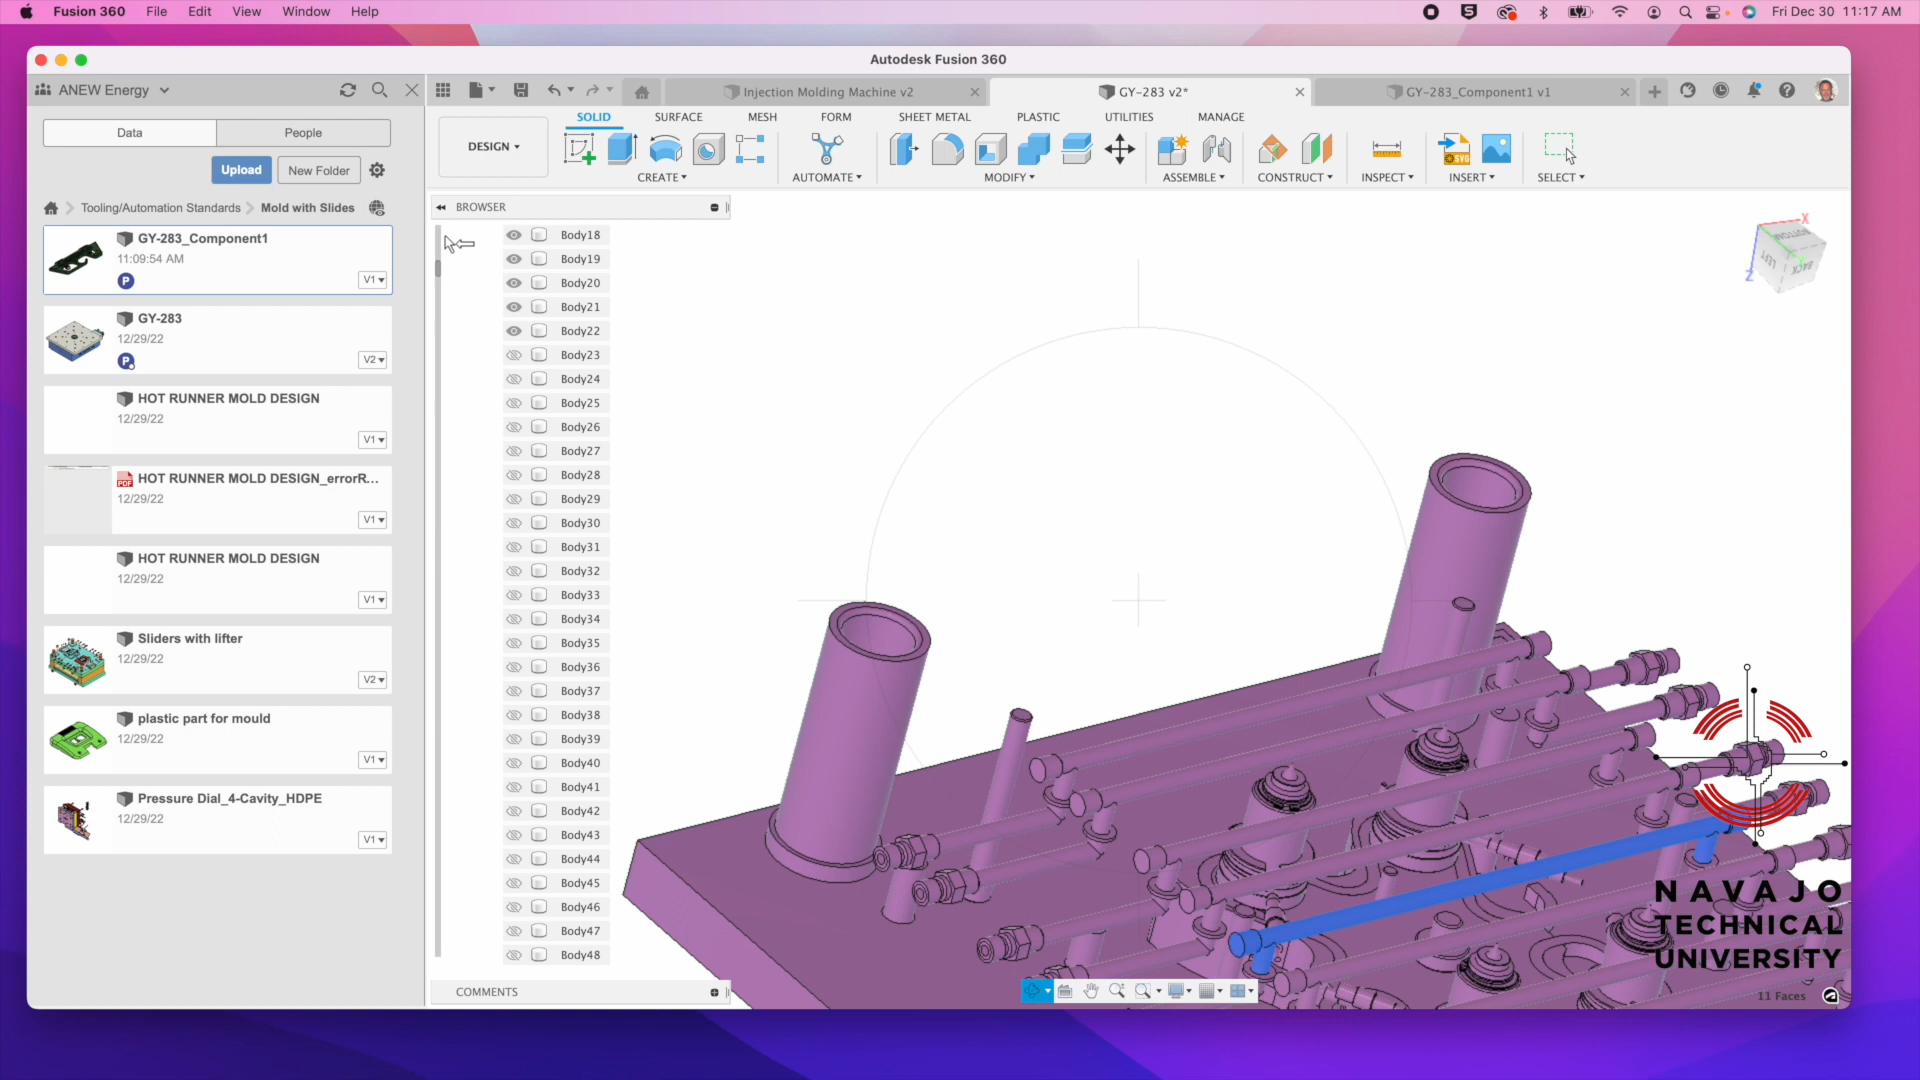 Fusion 360 File Edit View Window Help Fri Dec 30 11:17 AM
Autodesk Fusion 360
ANEW Energy
Injection Molding Machine v2
GY-283 v2*
GY-283_Component1 v1
Data People
Upload New Folder
Tooling/Automation Standards Mold with Slides
GY-283_Component1
11:09:54 AM
P
V1
GY-283
12/29/22
P
V2
HOT RUNNER MOLD DESIGN
12/29/22
V1
HOT RUNNER MOLD DESIGN_errorR...
12/29/22
V1
HOT RUNNER MOLD DESIGN
12/29/22
V1
Sliders with lifter
12/29/22
V2
plastic part for mould
12/29/22
V1
Pressure Dial_4-Cavity_HDPE
12/29/22
V1
DESIGN
SOLID SURFACE MESH FORM SHEET METAL PLASTIC UTILITIES MANAGE
CREATE AUTOMATE MODIFY ASSEMBLE CONSTRUCT INSPECT INSERT SELECT
BROWSER
Body18
Body19
Body20
Body21
Body22
Body23
Body24
Body25
Body26
Body27
Body28
Body29
Body30
Body31
Body32
Body33
Body34
Body35
Body36
Body37
Body38
Body39
Body40
Body41
Body42
Body43
Body44
Body45
Body46
Body47
Body48
COMMENTS
X
BOTTOM
LEFT
BACK
Z
NAVAJO
TECHNICAL
UNIVERSITY
11 Faces